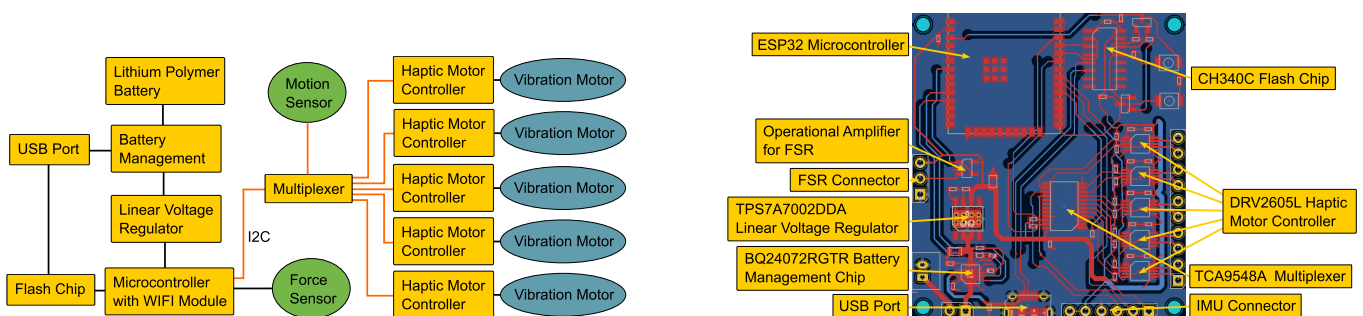 Lithium Polymer
Battery
USB Port
Battery
Management
Linear Voltage
Regulator
Flash Chip
Microcontroller
with WIFI Module
I2C
Motion
Sensor
Multiplexer
Force
Sensor
Haptic Motor
Controller
Vibration Motor
Haptic Motor
Controller
Vibration Motor
Haptic Motor
Controller
Vibration Motor
Haptic Motor
Controller
Vibration Motor
Haptic Motor
Controller
Vibration Motor
ESP32 Microcontroller
Operational Amplifier
for FSR
FSR Connector
TPS7A7002DDA
Linear Voltage Regulator
BQ24072RGTR Battery
Management Chip
USB Port
CH340C Flash Chip
DRV2605L Haptic
Motor Controller
TCA9548A Multiplexer
IMU Connector